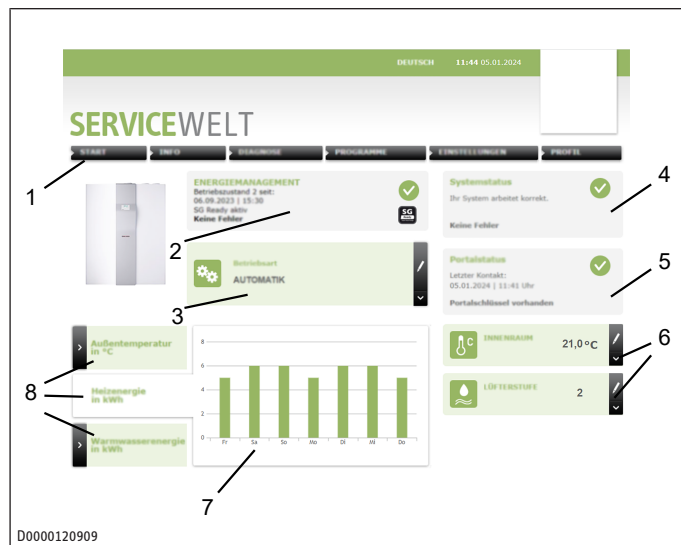 DEUTSCH 11:44 05.01.2024
SERVICEWELT
START INFO DIAGNOSE PROGRAMME EINSTELLUNGEN PROFIL
1
ENERGIEMANAGEMENT
Betriebszustand 2 seit:
06.09.2023 | 15:30
SG Ready aktiv
Keine Fehler
SG
2
Systemstatus
Ihr System arbeitet korrekt.
Keine Fehler
4
Betriebsart
AUTOMATIK
3
Portalstatus
Letzter Kontakt:
05.01.2024 | 11:41 Uhr
Portalschlüssel vorhanden
5
°C
INNENRAUM
21,0 °C
6
LÜFTERSTUFE
2
Außentemperatur
in °C
8
Heizenergie
in kWh
Warmwasserenergie
in kWh
8
6
4
2
0
Fr Sa So Mo Di Mi Do
7
D0000120909